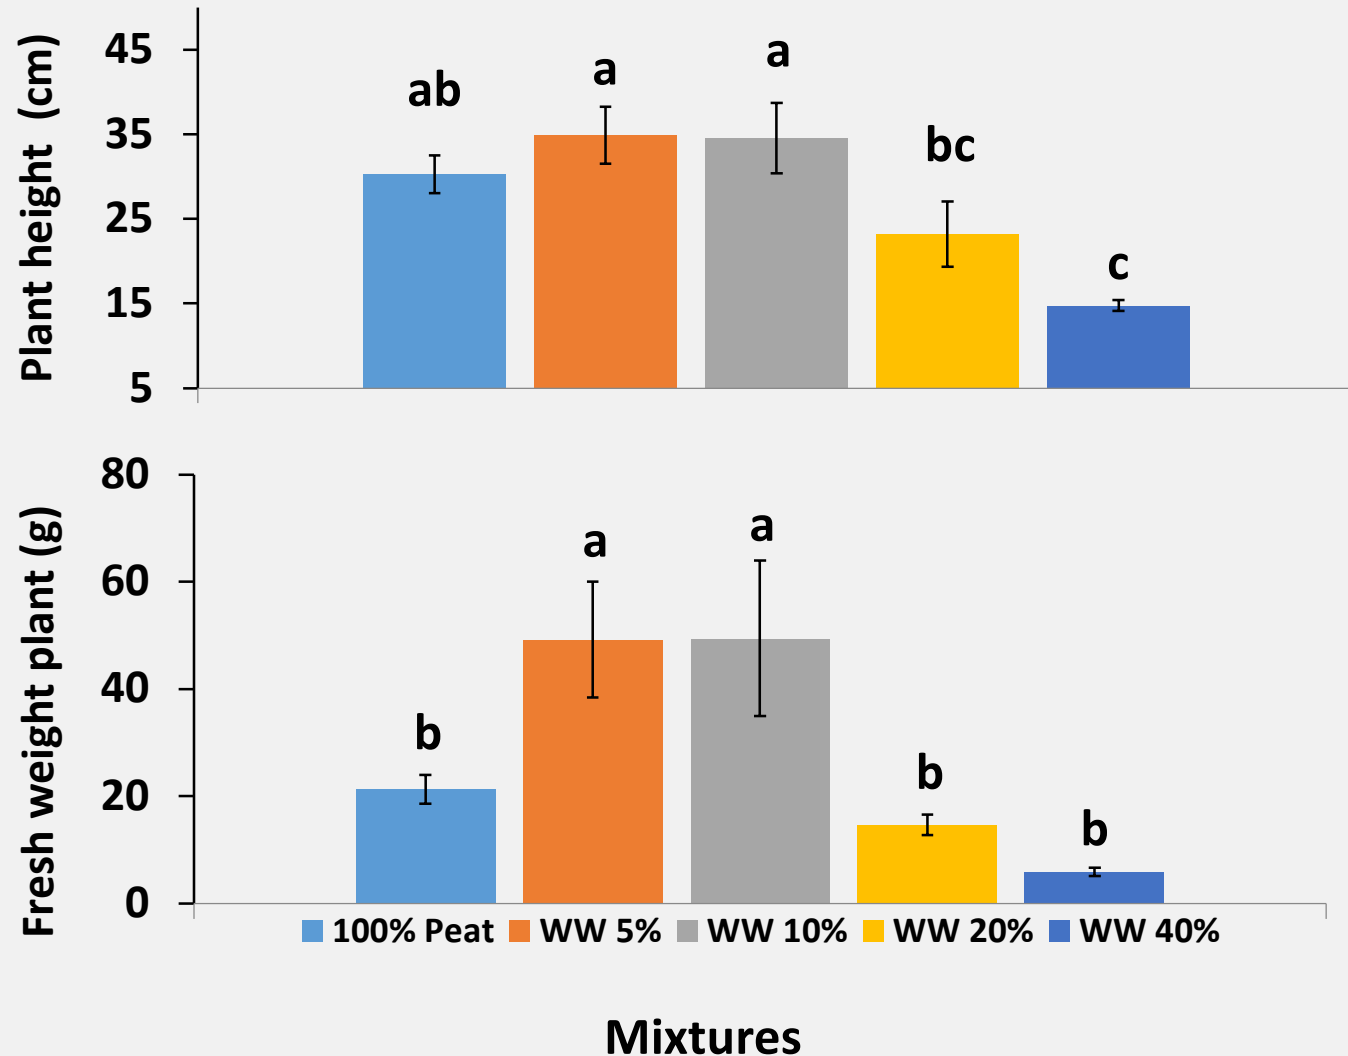 Plant height (cm)
45
35
25
15
5
ab
a
a
bc
c
Fresh weight plant (g)
80
60
40
20
0
b
a
a
b
b
100% Peat WW 5% WW 10% WW 20% WW 40%
Mixtures